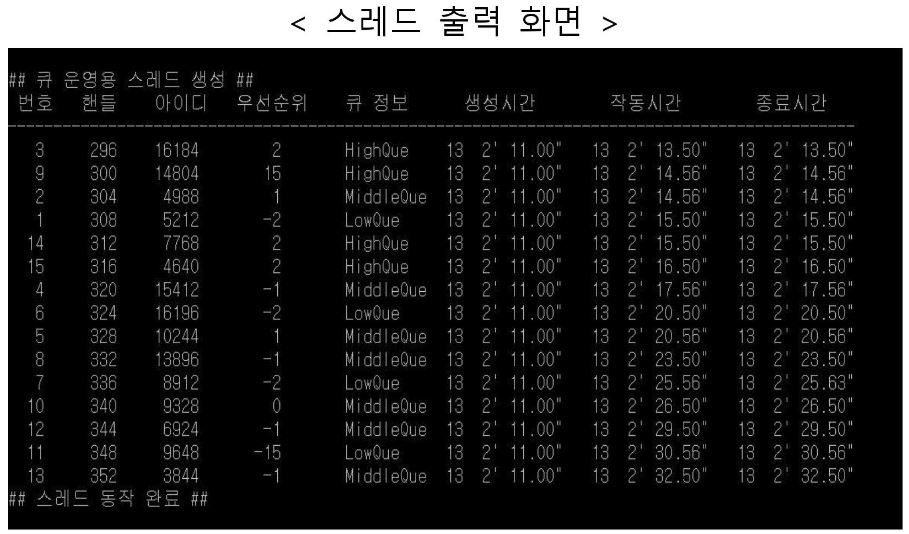 < 스레드 출력 화면 >
## 큐 운영용 스레드 생성 ##
번호 핸들 아이디 우선순위 큐 정보 생성시간 작동시간 종료시간
--------------------------------------------------------------------------------
3 296 16184 2 HighQue 13 2' 11.00" 13 2' 13.50" 13 2' 13.50"
9 300 14804 15 HighQue 13 2' 11.00" 13 2' 14.56" 13 2' 14.56"
2 304 4988 1 MiddleQue 13 2' 11.00" 13 2' 14.56" 13 2' 14.56"
1 308 5212 -2 LowQue 13 2' 11.00" 13 2' 15.50" 13 2' 15.50"
14 312 7768 2 HighQue 13 2' 11.00" 13 2' 15.50" 13 2' 15.50"
15 316 4640 2 HighQue 13 2' 11.00" 13 2' 16.50" 13 2' 16.50"
4 320 15412 -1 MiddleQue 13 2' 11.00" 13 2' 17.56" 13 2' 17.56"
6 324 16196 -2 LowQue 13 2' 11.00" 13 2' 20.50" 13 2' 20.50"
5 328 10244 1 MiddleQue 13 2' 11.00" 13 2' 20.56" 13 2' 20.56"
8 332 13896 -1 MiddleQue 13 2' 11.00" 13 2' 23.50" 13 2' 23.50"
7 336 8912 -2 LowQue 13 2' 11.00" 13 2' 25.56" 13 2' 25.63"
10 340 9328 0 MiddleQue 13 2' 11.00" 13 2' 26.50" 13 2' 26.50"
12 344 6924 -1 MiddleQue 13 2' 11.00" 13 2' 29.50" 13 2' 29.50"
11 348 9648 -15 LowQue 13 2' 11.00" 13 2' 30.56" 13 2' 30.56"
13 352 3844 -1 MiddleQue 13 2' 11.00" 13 2' 32.50" 13 2' 32.50"
## 스레드 동작 완료 ##